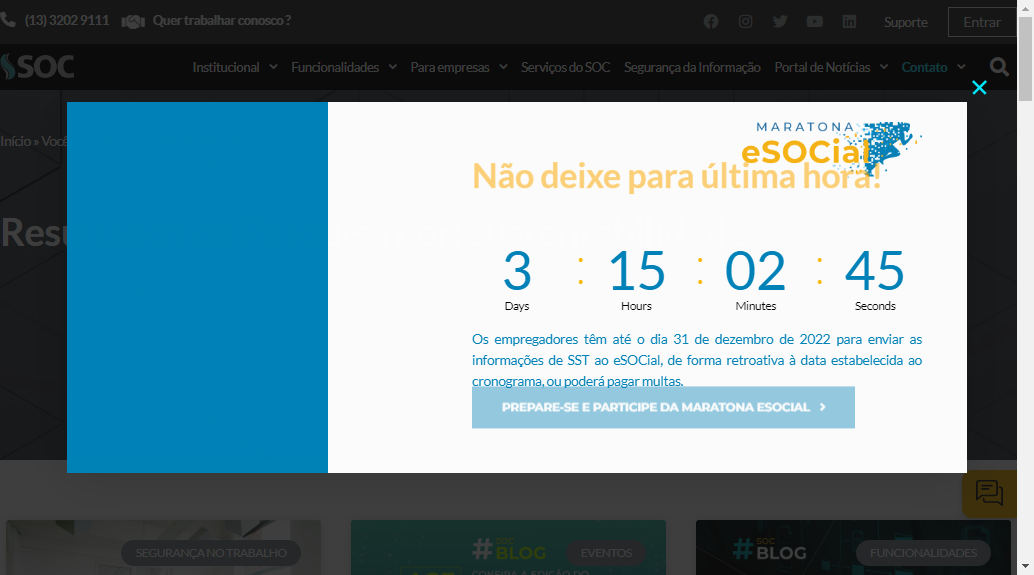 (13) 3202 9111 Quer trabalhar conosco ? Suporte Entrar
SOC Institucional Funcionalidades Para empresas Serviços do SOC Segurança da Informação Portal de Notícias Contato
Início » Você
MARATONA
eSOCial
Não deixe para última hora!
Resu
3 : 15 : 02 : 45
Days Hours Minutes Seconds
Os empregadores têm até o dia 31 de dezembro de 2022 para enviar as
informações de SST ao eSOCial, de forma retroativa à data estabelecida ao
cronograma, ou poderá pagar multas.
PREPARE-SE E PARTICIPE DA MARATONA ESOCIAL
SEGURANÇA NO TRABALHO
# SOC BLOG EVENTOS
CONFIRA A EDIÇÃO DO
# SOC BLOG FUNCIONALIDADES